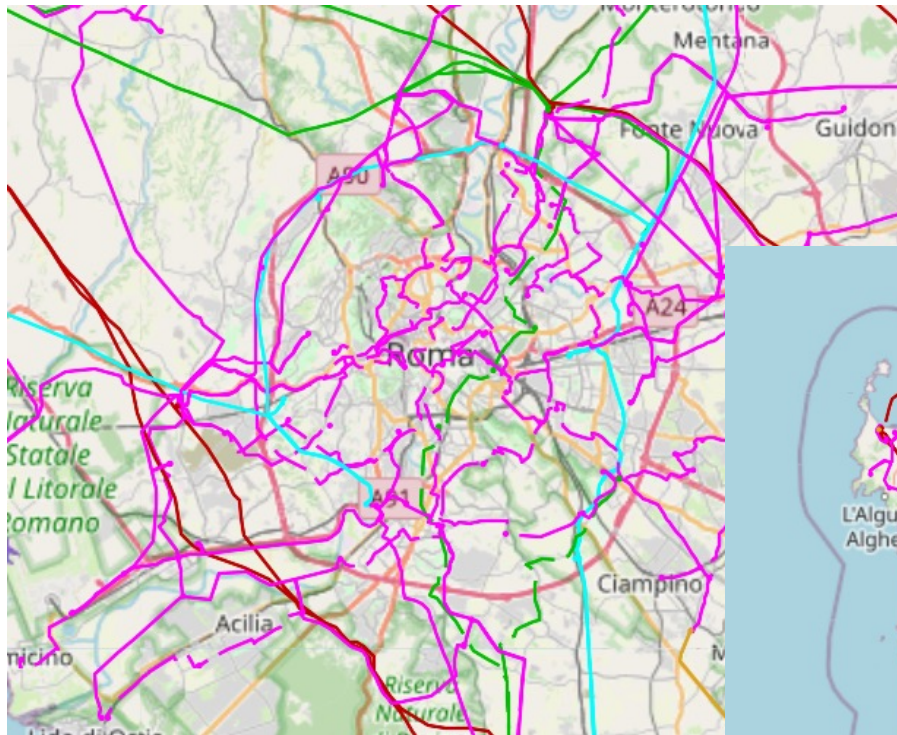 Mentana
Fonte Nuova
Guidon
A90
A24
Roma
Riserva
Naturale
Statale
l Litorale
Romano
A91
L'Algu
Alghe
Ciampino
Acilia
micino
M
Riserva
Naturale